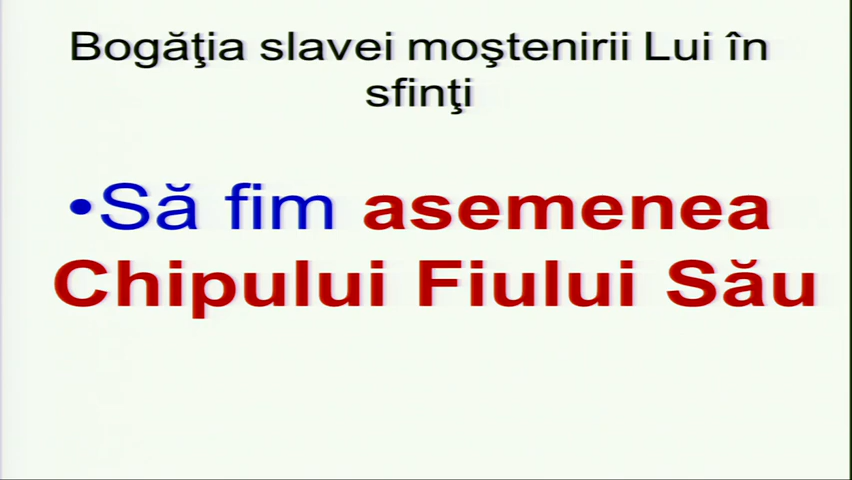 Bogăţia slavei moştenirii Lui în
sfinţi
•Să fim asemenea
Chipului Fiului Său